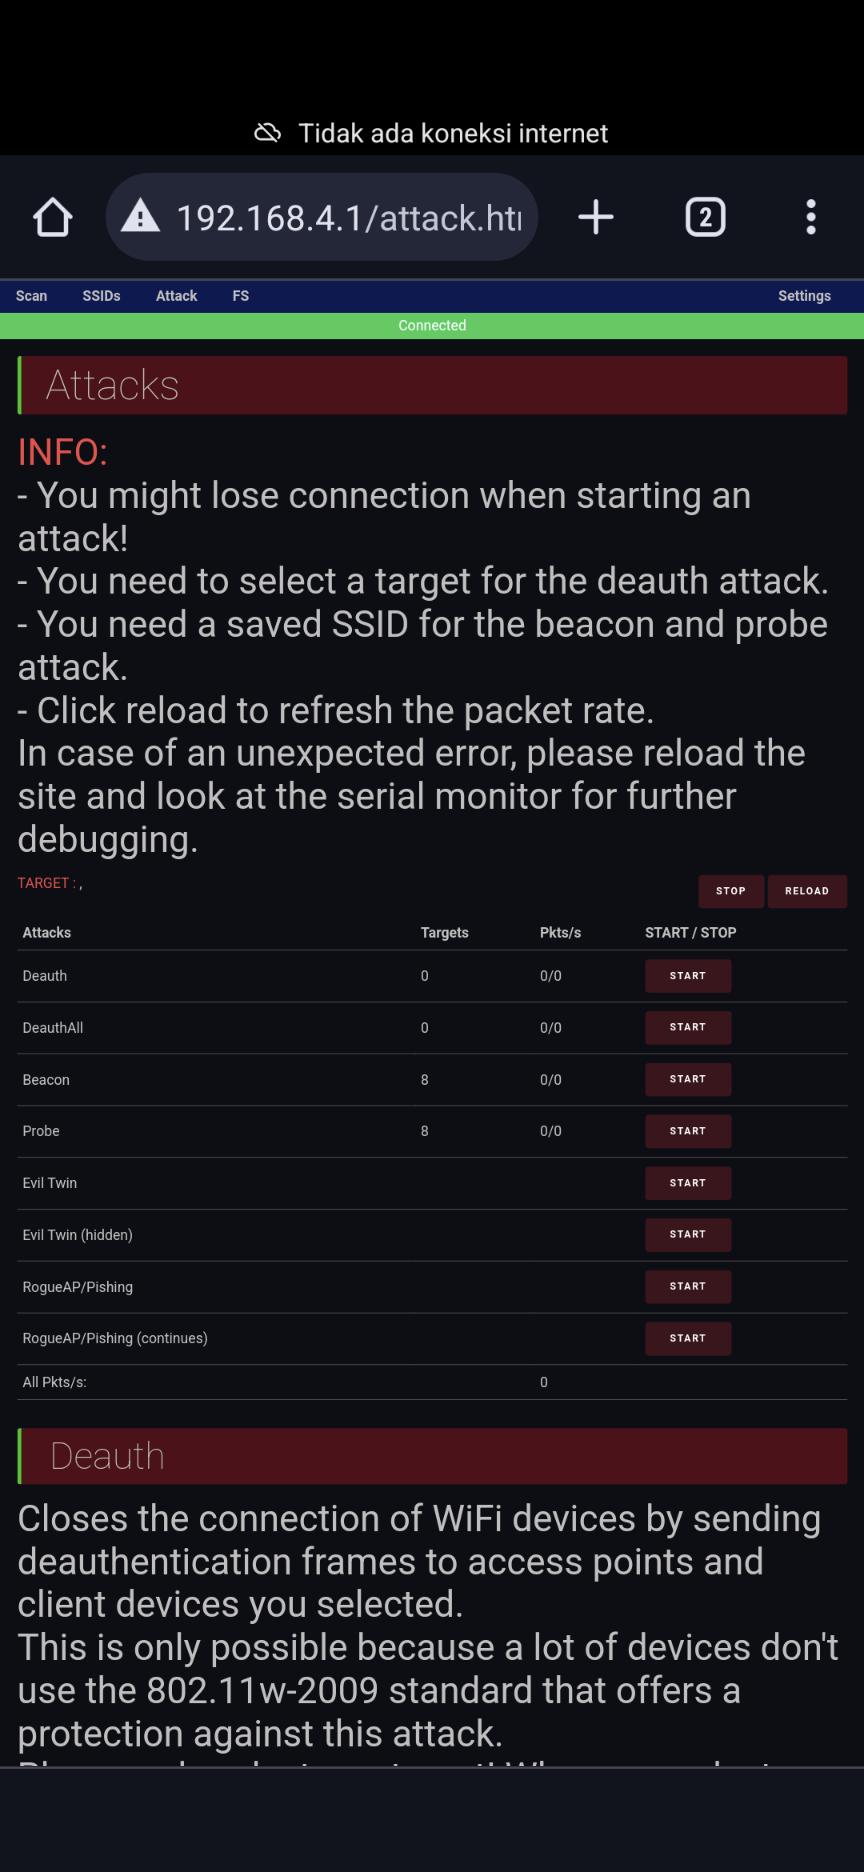 Tidak ada koneksi internet
192.168.4.1/attack.ht
2
Scan SSIDs Attack FS Settings
Connected
Attacks
INFO:
- You might lose connection when starting an
attack!
- You need to select a target for the deauth attack.
- You need a saved SSID for the beacon and probe
attack.
- Click reload to refresh the packet rate.
In case of an unexpected error, please reload the
site and look at the serial monitor for further
debugging.
TARGET : ,
STOP RELOAD
Attacks Targets Pkts/s START / STOP
Deauth 0 0/0 START
DeauthAll 0 0/0 START
Beacon 8 0/0 START
Probe 8 0/0 START
Evil Twin START
Evil Twin (hidden) START
RogueAP/Pishing START
RogueAP/Pishing (continues) START
All Pkts/s: 0
Deauth
Closes the connection of WiFi devices by sending
deauthentication frames to access points and
client devices you selected.
This is only possible because a lot of devices don't
use the 802.11w-2009 standard that offers a
protection against this attack.